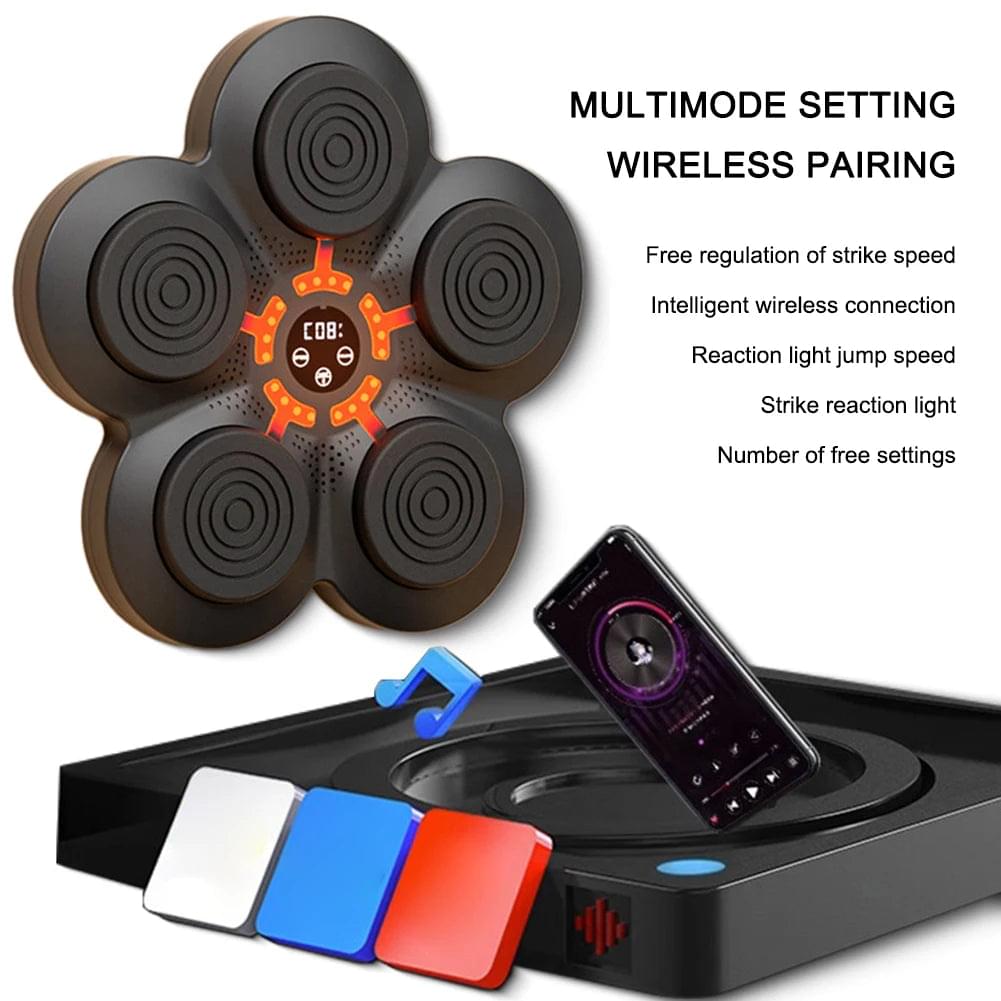 MULTIMODE SETTING
WIRELESS PAIRING
Free regulation of strike speed
Intelligent wireless connection
Reaction light jump speed
Strike reaction light
Number of free settings